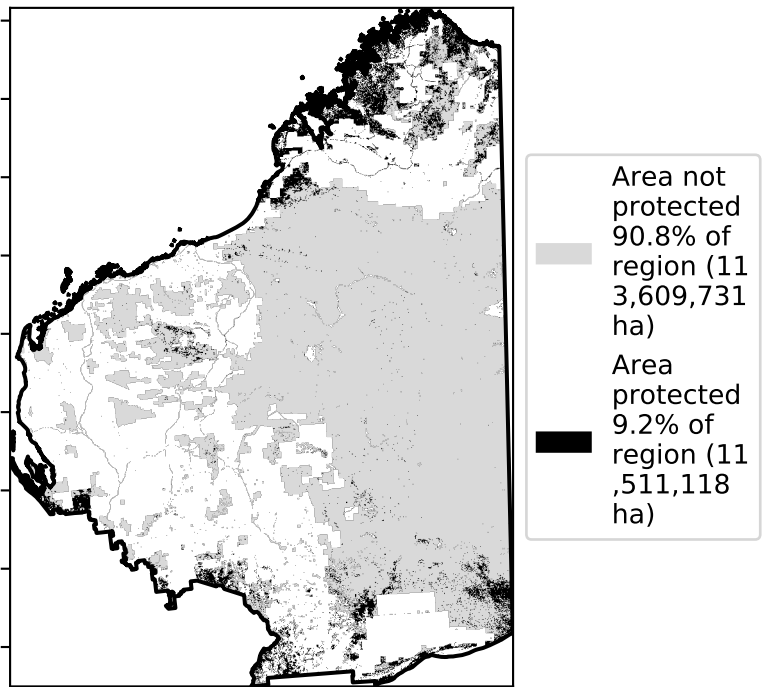 Area not
protected
90.8% of
region (11
3,609,731
ha)
Area
protected
9.2% of
region (11
,511,118
ha)